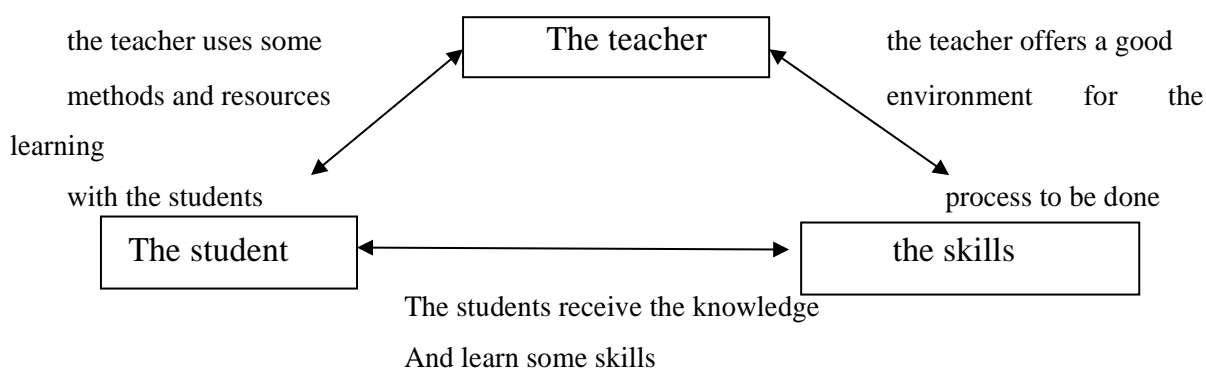 the teacher uses some
The teacher
the teacher offers a good
methods and resources
environment for the
learning
with the students
process to be done
The student
the skills
The students receive the knowledge
And learn some skills